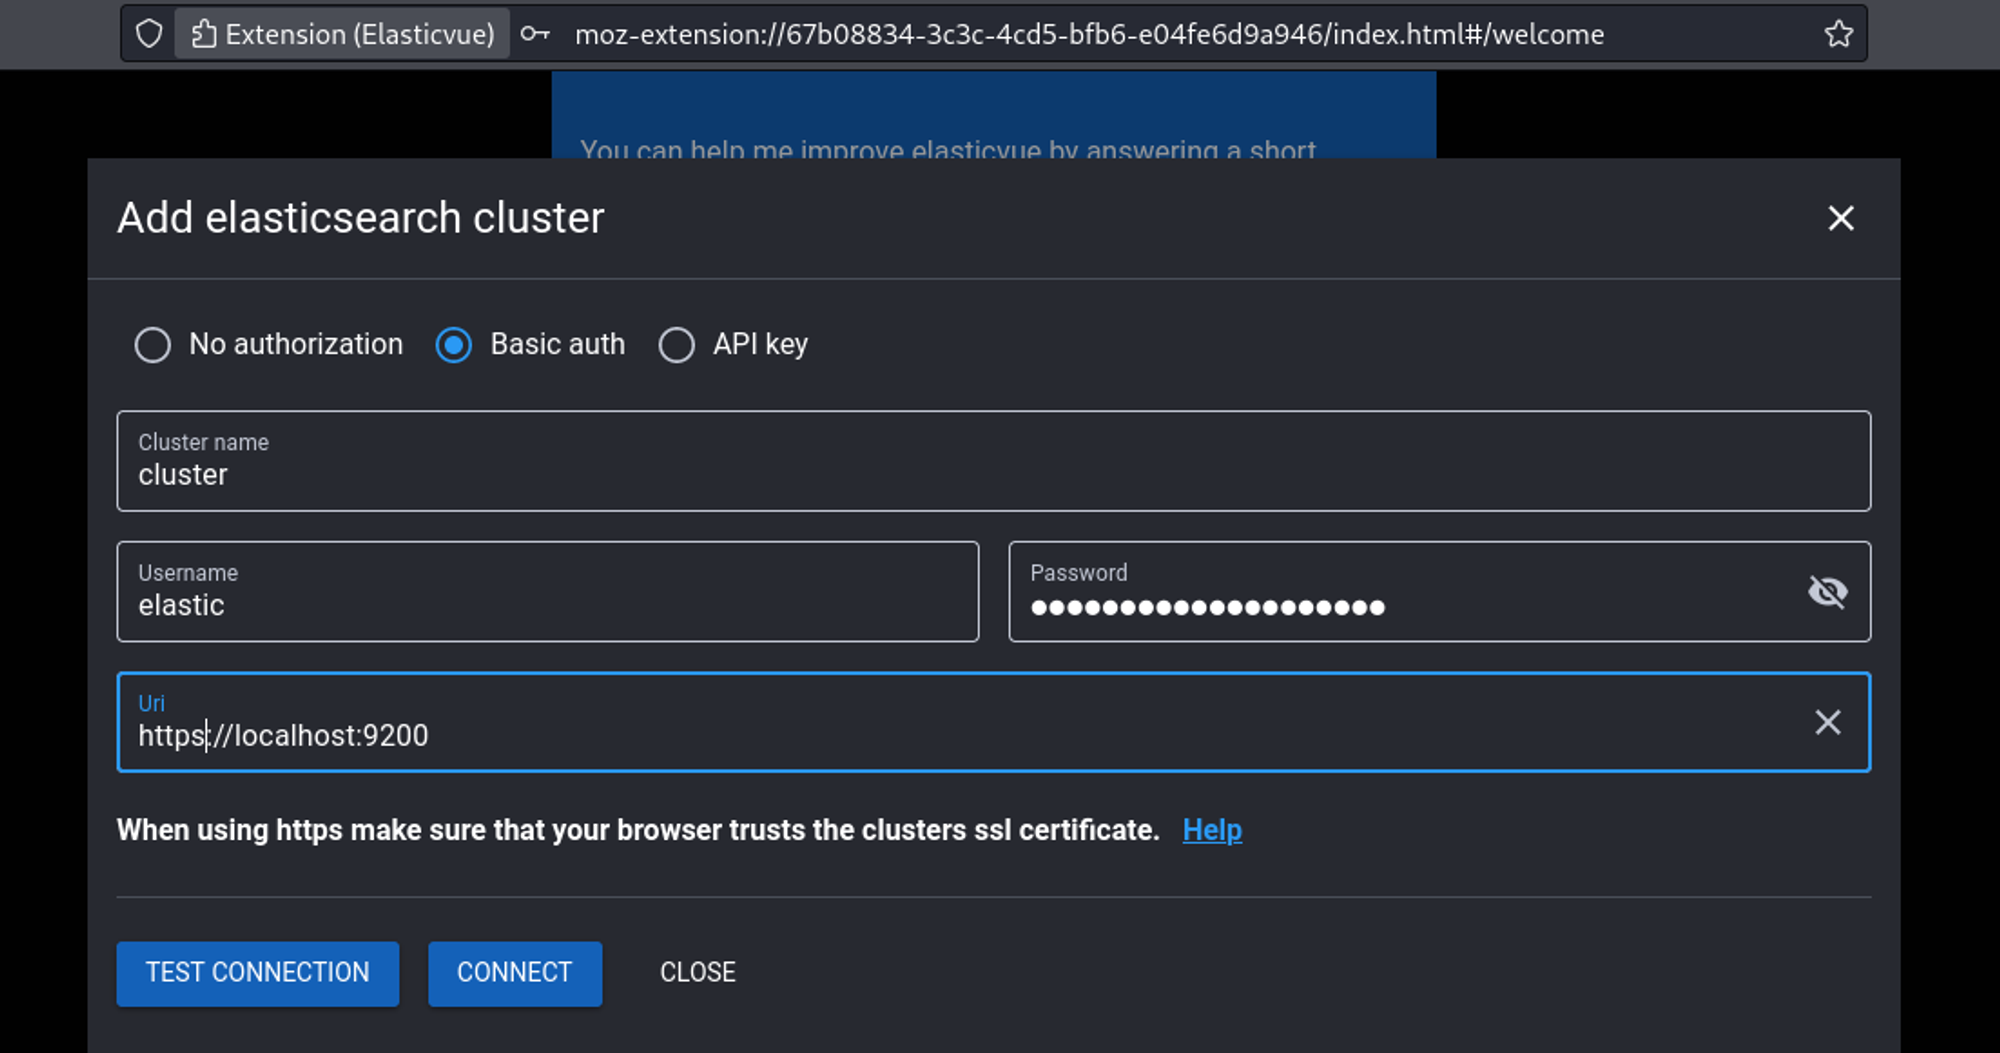 Extension (Elasticvue) moz-extension://67b08834-3c3c-4cd5-bfb6-e04fe6d9a946/index.html#/welcome
You can help me improve elasticvue by answering a short
Add elasticsearch cluster
No authorization Basic auth API key
Cluster name
cluster
Username
elastic
Password
●●●●●●●●●●●●●●●●●●●●
Uri
https://localhost:9200
When using https make sure that your browser trusts the clusters ssl certificate. Help
TEST CONNECTION CONNECT CLOSE